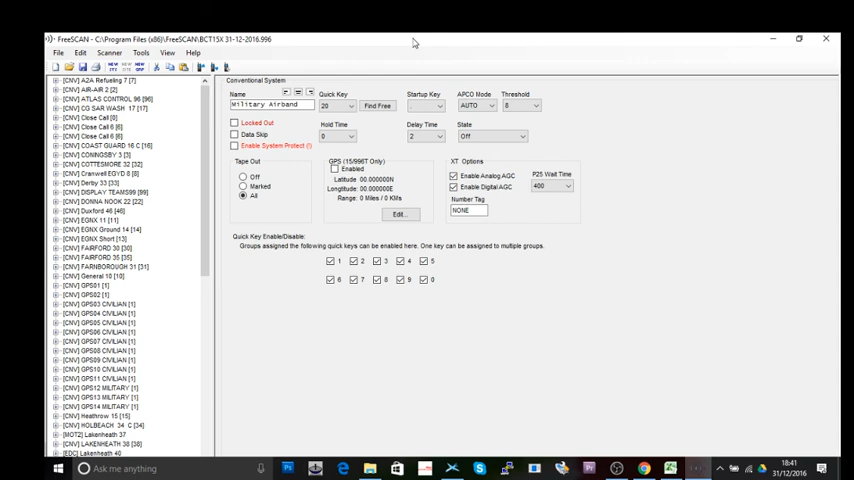 FreeSCAN - C:\Program Files (x86)\FreeSCAN\BCT15X 31-12-2016.996
File Edit Scanner Tools View Help
[CNV] A2A Refueling 7 [7]
[CNV] AIR-AIR 2 [2]
[CNV] ATLAS CONTROL 96 [96]
[CNV] CG SAR WASH 17 [17]
[CNV] Close Call [0]
[CNV] Close Call 6 [6]
[CNV] Close Call 6 [6]
[CNV] COAST GUARD 16 [C 16]
[CNV] CONINGSBY 3 [3]
[CNV] COTTESMORE 32 [32]
[CNV] Cranwell EGYD 8 [8]
[CNV] Derby 33 [33]
[CNV] DISPLAY TEAMS99 [99]
[CNV] DONNA NOOK 22 [22]
[CNV] Duxford 46 [46]
[CNV] EGNX 11 [11]
[CNV] EGNX Ground 14 [14]
[CNV] EGNX Short [13]
[CNV] FAIRFORD 30 [30]
[CNV] FAIRFORD 35 [35]
[CNV] FARNBOROUGH 31 [31]
[CNV] General 10 [10]
[CNV] GPS01 [1]
[CNV] GPS02 [1]
[CNV] GPS03 CIVILIAN [1]
[CNV] GPS04 CIVILIAN [1]
[CNV] GPS05 CIVILIAN [1]
[CNV] GPS06 CIVILIAN [1]
[CNV] GPS07 CIVILIAN [1]
[CNV] GPS08 CIVILIAN [1]
[CNV] GPS09 CIVILIAN [1]
[CNV] GPS10 CIVILIAN [1]
[CNV] GPS11 CIVILIAN [1]
[CNV] GPS12 MILITARY [1]
[CNV] GPS13 MILITARY [1]
[CNV] GPS14 MILITARY [1]
[CNV] Heathrow 15 [15]
[CNV] HOLBEACH 34 C [34]
[MOT2] Lakenheath 37
[CNV] LAKENHEATH 38 [38]
[EDC] Lakenheath 40
Conventional System
Name Quick Key Startup Key APCO Mode Threshold
Military Airband 20 Find Free . AUTO 8
Locked Out Hold Time Delay Time State
Data Skip 0 2 Off
Enable System Protect (!)
Tape Out GPS (15/996T Only) XT Options
Off Enabled Enable Analog AGC P25 Wait Time
Marked Latitude 00.000000N Enable Digital AGC 400
All Longitude: 00.000000E
Range: 0 Miles / 0 KMs Number Tag
Edit... NONE
Quick Key Enable/Disable:
Groups assigned the following quick keys can be enabled here. One key can be assigned to multiple groups.
1 2 3 4 5
6 7 8 9 0
Ask me anything
18:41
31/12/2016